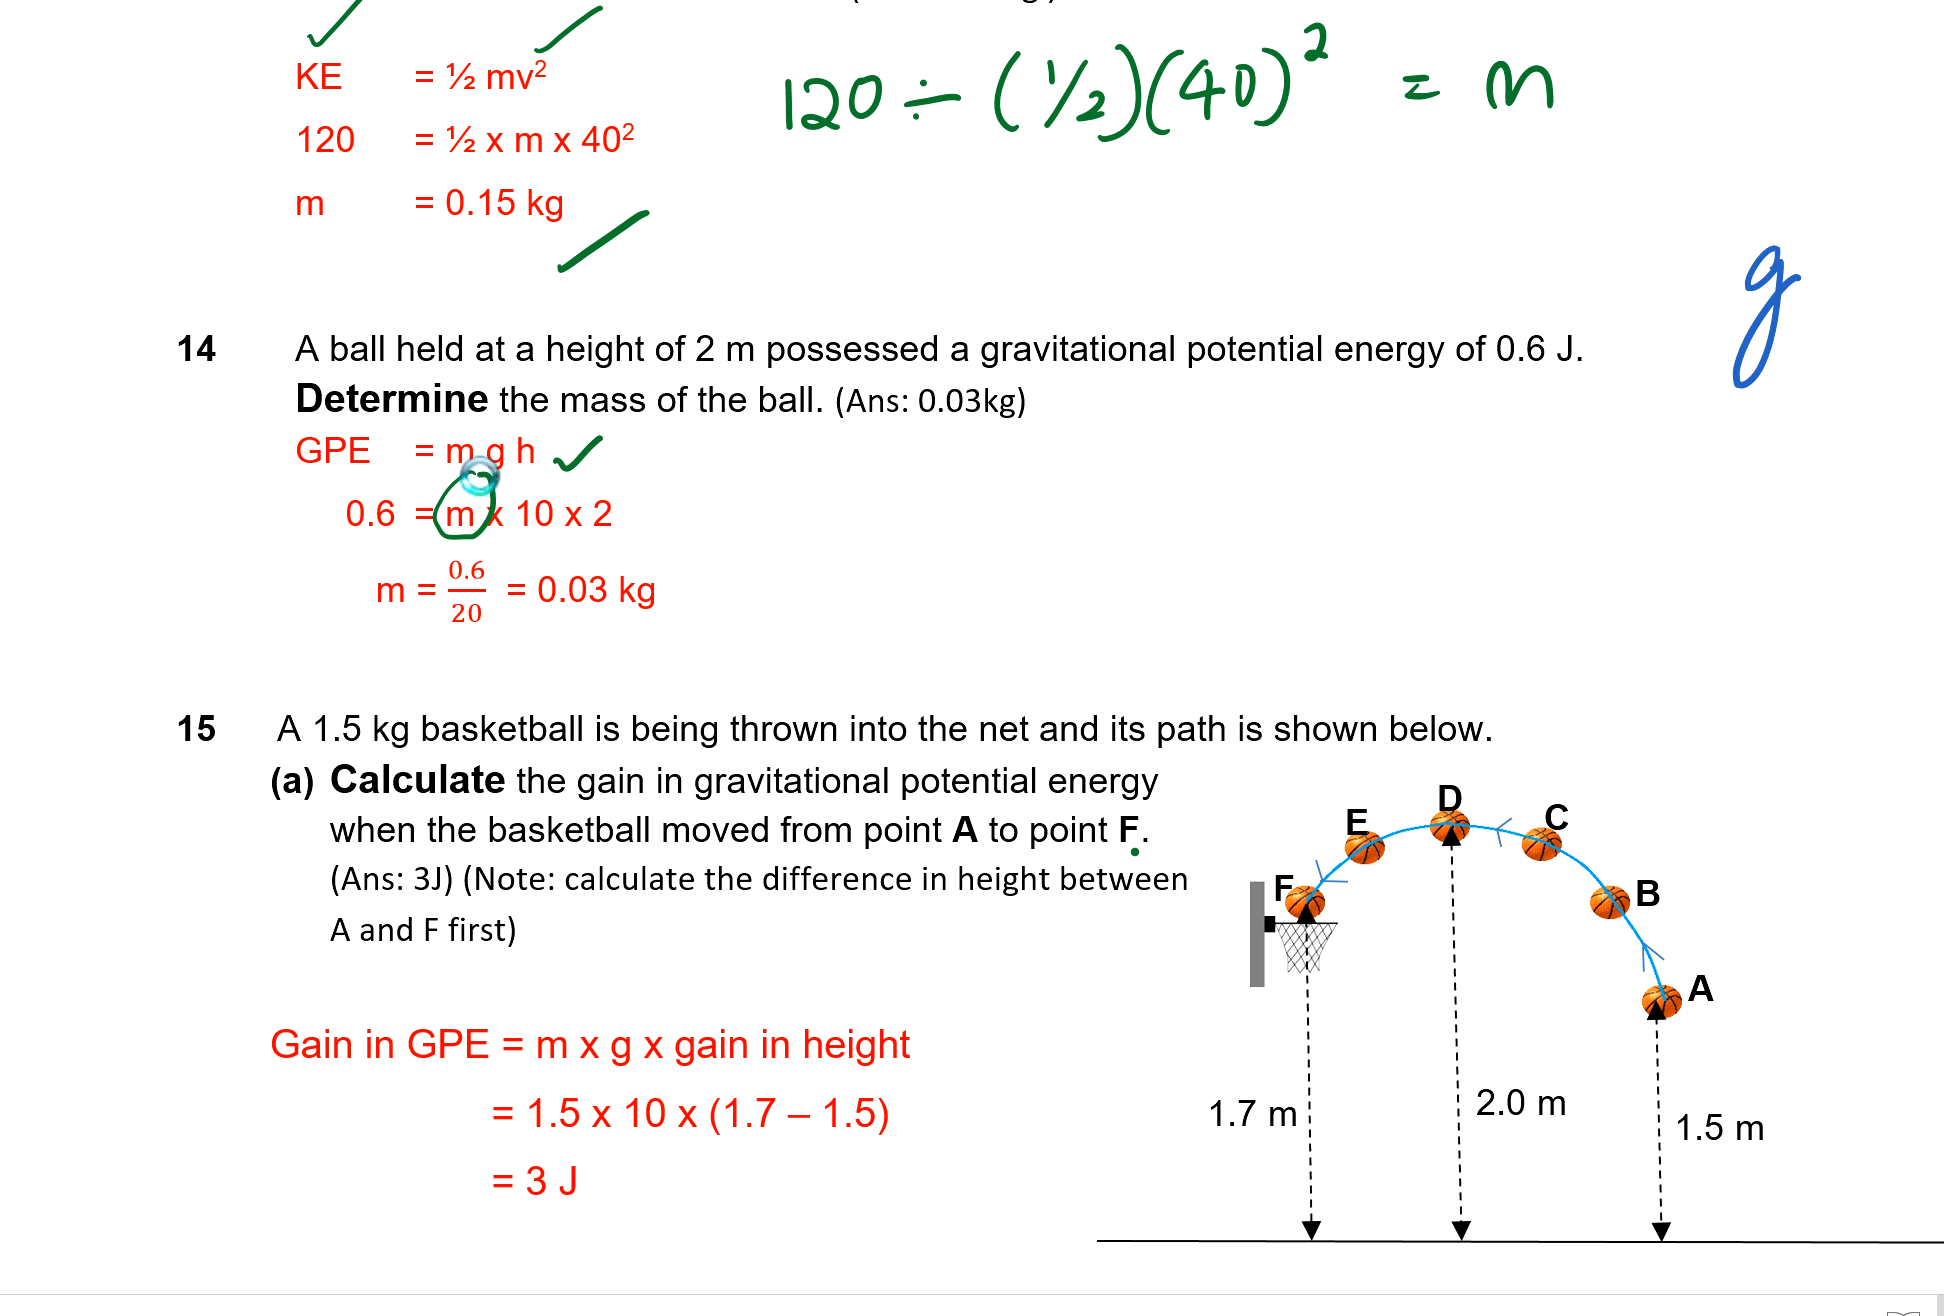 KE = ½ mv²
120 ÷ (½)(40)² = m
120 = ½ x m x 40²
m = 0.15 kg
g
14 A ball held at a height of 2 m possessed a gravitational potential energy of 0.6 J.
Determine the mass of the ball. (Ans: 0.03kg)
GPE = m g h
0.6 = m x 10 x 2
m = 0.6/20 = 0.03 kg
15 A 1.5 kg basketball is being thrown into the net and its path is shown below.
(a) Calculate the gain in gravitational potential energy
when the basketball moved from point A to point F.
(Ans: 3J) (Note: calculate the difference in height between
A and F first)
Gain in GPE = m x g x gain in height
= 1.5 x 10 x (1.7 – 1.5)
= 3 J
D
E
C
F
B
A
1.7 m
2.0 m
1.5 m